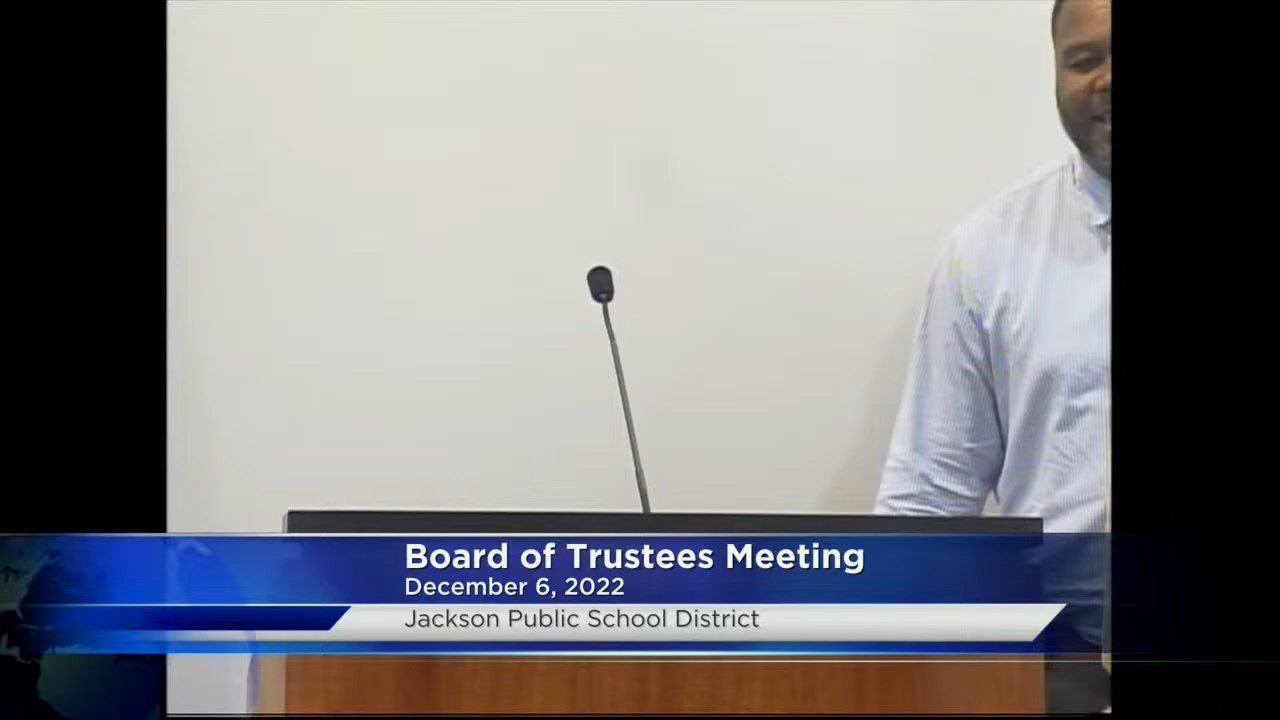 Board of Trustees Meeting
December 6, 2022
Jackson Public School District